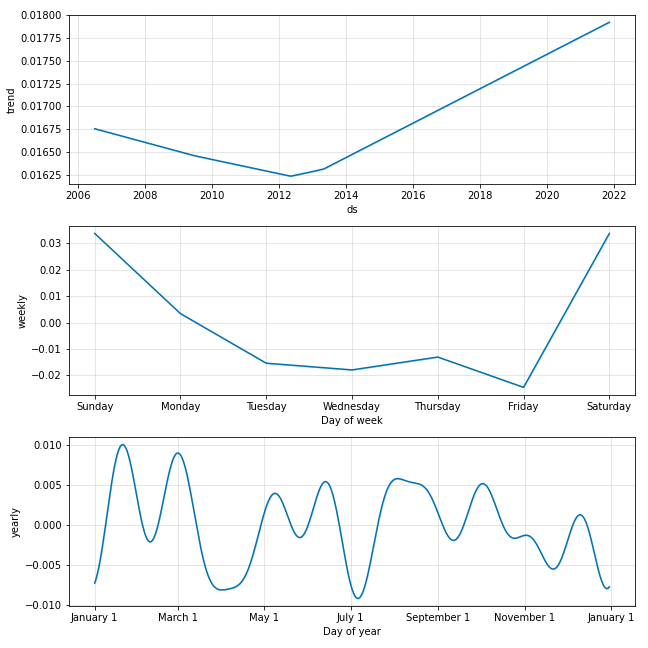 0.01800
0.01775
0.01750
0.01725
0.01700
0.01675
0.01650
0.01625
trend
2006 2008 2010 2012 2014 2016 2018 2020 2022
ds
0.03
0.02
0.01
0.00
−0.01
−0.02
weekly
Sunday Monday Tuesday Wednesday Thursday Friday Saturday
Day of week
0.010
0.005
0.000
−0.005
−0.010
yearly
January 1 March 1 May 1 July 1 September 1 November 1 January 1
Day of year